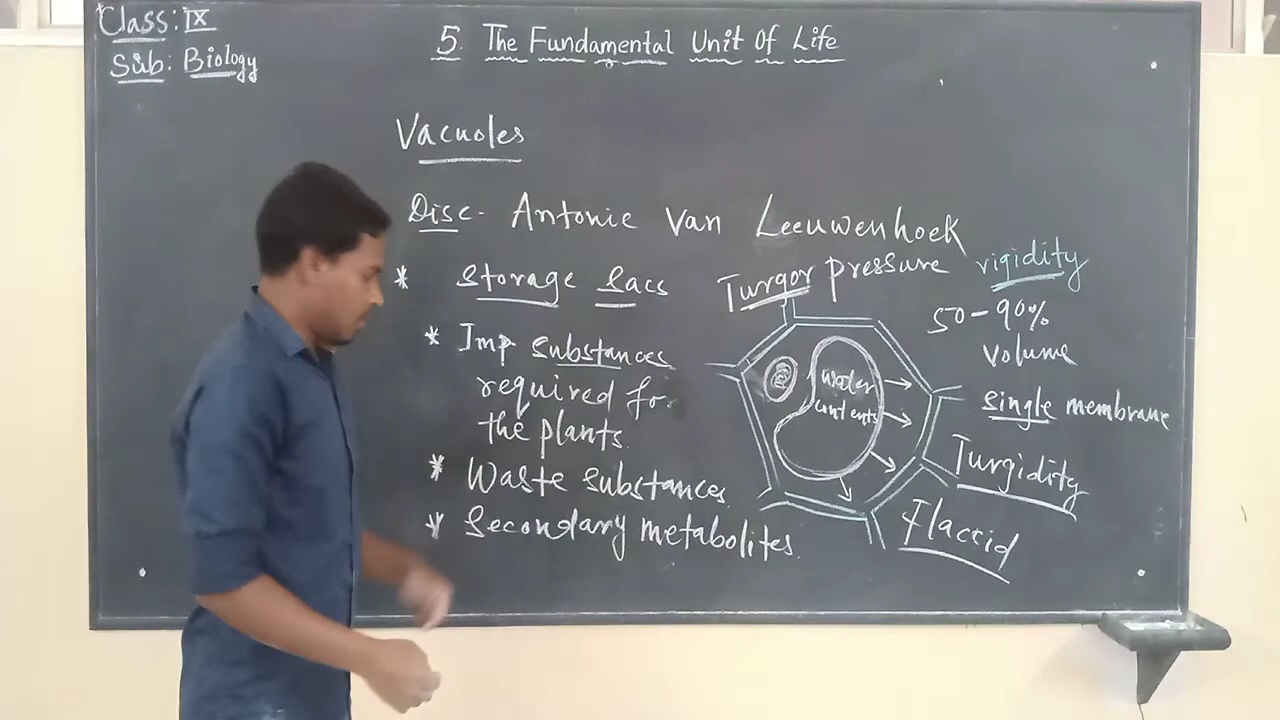 Class: IX
Sub: Biology
5. The Fundamental Unit Of Life
Vacuoles
Disc- Antonie Van Leeuwenhoek
* Storage Sacs
* Imp substances
required for
the plants.
* Waste substances.
* Secondary metabolites.
Turgor pressure
rigidity
50-90%
volume
single membrane
water
contents
Turgidity
Flaccid